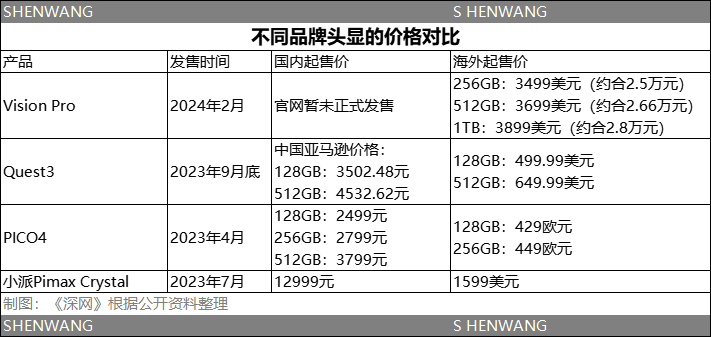 SHENWANG S HENWANG
不同品牌头显的价格对比
产品 发售时间 国内起售价 海外起售价
Vision Pro 2024年2月 官网暂未正式发售
256GB：3499美元（约合2.5万元）
512GB：3699美元（约合2.66万元）
1TB：3899美元（约合2.8万元）
Quest3 2023年9月底
中国亚马逊价格：
128GB：3502.48元
512GB：4532.62元
128GB：499.99美元
512GB：649.99美元
PICO4 2023年4月
128GB：2499元
256GB：2799元
512GB：3799元
128GB：429欧元
256GB：449欧元
小派Pimax Crystal 2023年7月 12999元 1599美元
制图：《深网》根据公开资料整理
SHENWANG S HENWANG